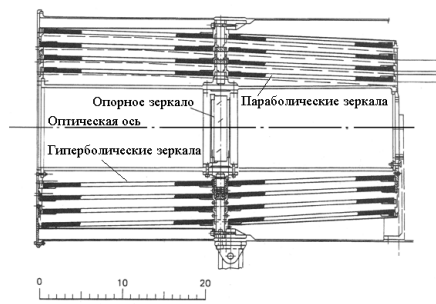 Опорное зеркало
Параболические зеркала
Оптическая ось
Гиперболические зеркала
0 10 20